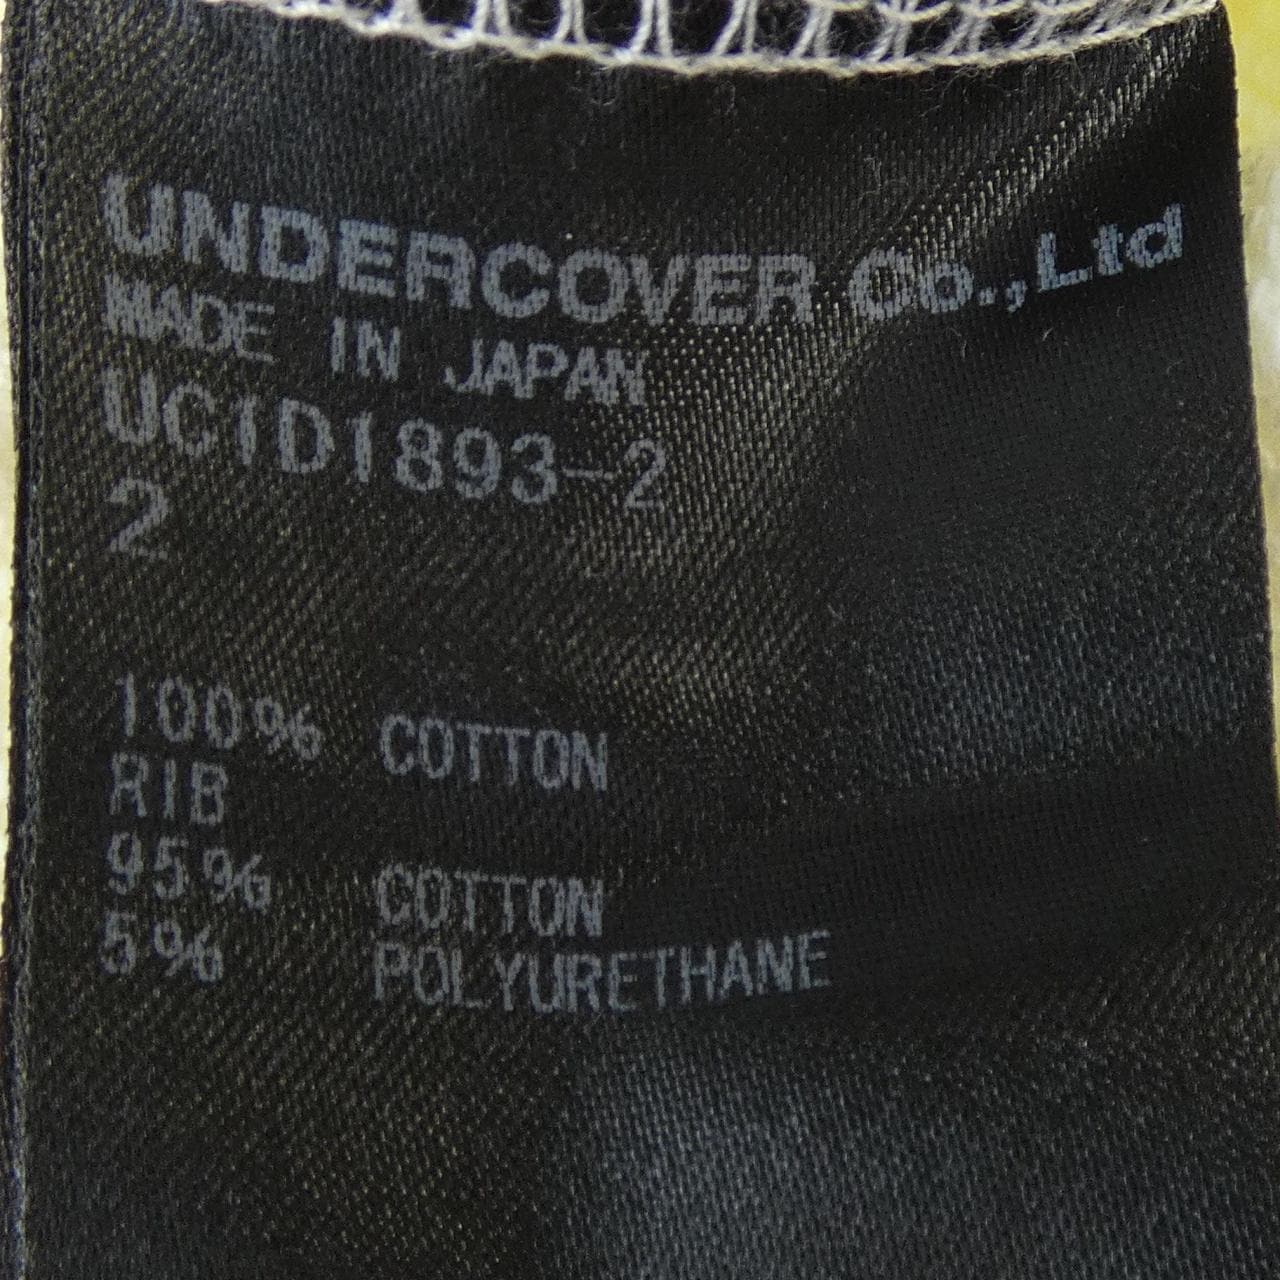 UNDERCOVER Co.,Ltd
MADE IN JAPAN
UC1D1893-2
2
100% COTTON
RIB
95% COTTON
5% POLYURETHANE